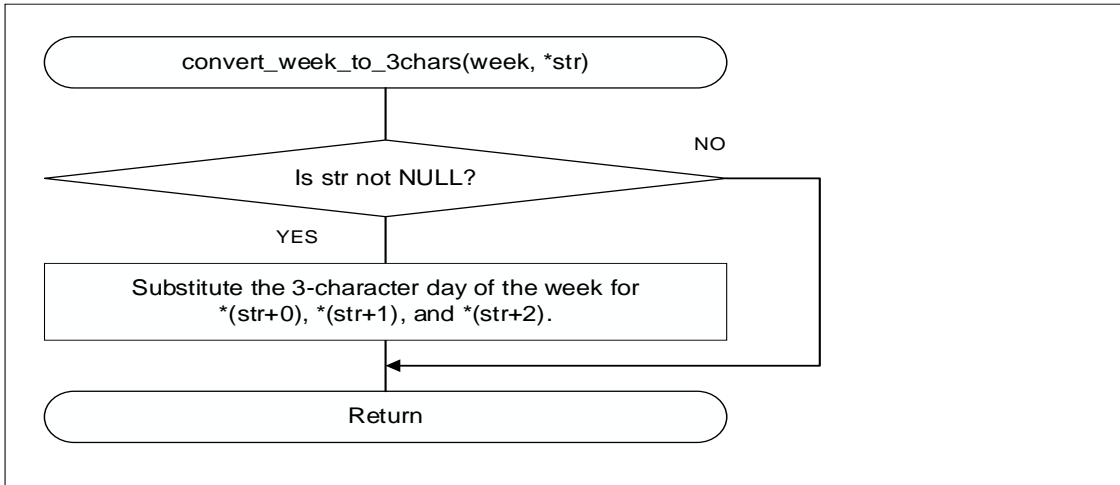 convert_week_to_3chars(week, *str)
NO
Is str not NULL?
YES
Substitute the 3-character day of the week for
*(str+0), *(str+1), and *(str+2).
Return